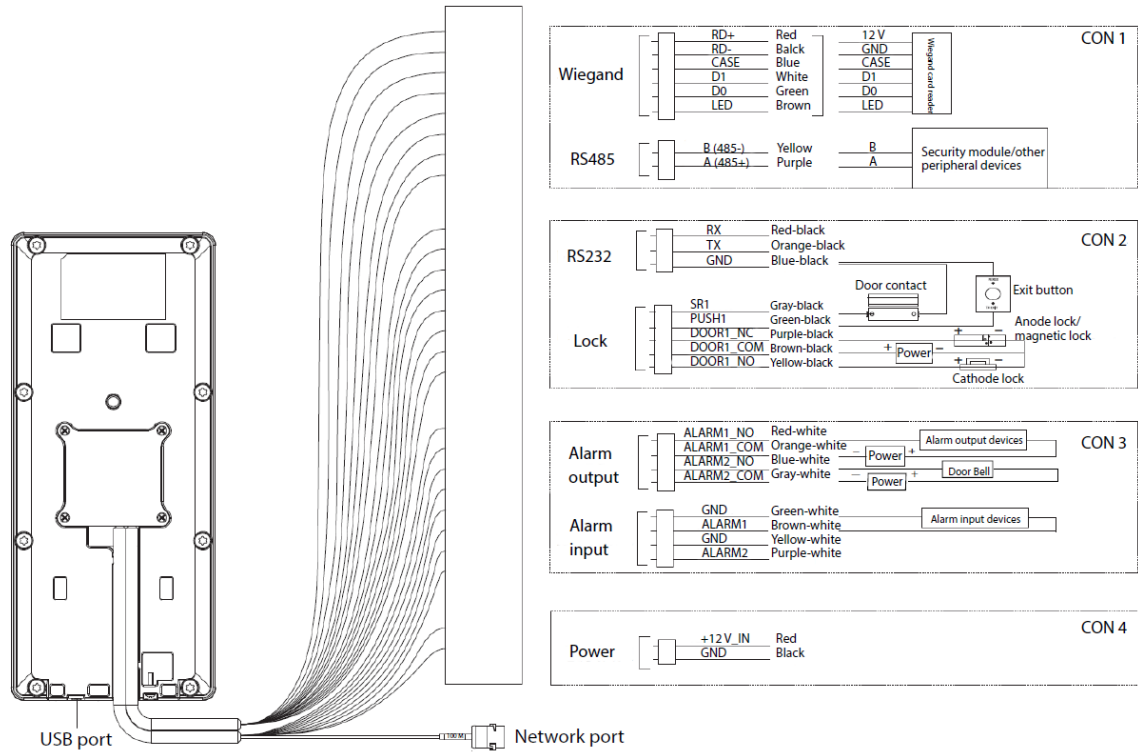 CON 1
Wiegand
RD+ Red 12 V
RD- Balck GND
CASE Blue CASE
D1 White D1
D0 Green D0
LED Brown LED
Wiegand card reader
RS485
B (485-) Yellow B
A (485+) Purple A
Security module/other
peripheral devices
CON 2
RS232
RX Red-black
TX Orange-black
GND Blue-black
Door contact
Exit button
Lock
SR1 Gray-black
PUSH1 Green-black
DOOR1_NC Purple-black
DOOR1_COM Brown-black
DOOR1_NO Yellow-black
+ Power -
+ -
Anode lock/
magnetic lock
+ -
Cathode lock
CON 3
Alarm
output
ALARM1_NO Red-white
ALARM1_COM Orange-white
ALARM2_NO Blue-white
ALARM2_COM Gray-white
Alarm output devices
- Power +
Door Bell
- Power +
Alarm
input
GND Green-white
ALARM1 Brown-white
GND Yellow-white
ALARM2 Purple-white
Alarm input devices
CON 4
Power
+12 V_IN Red
GND Black
USB port
100 M
Network port